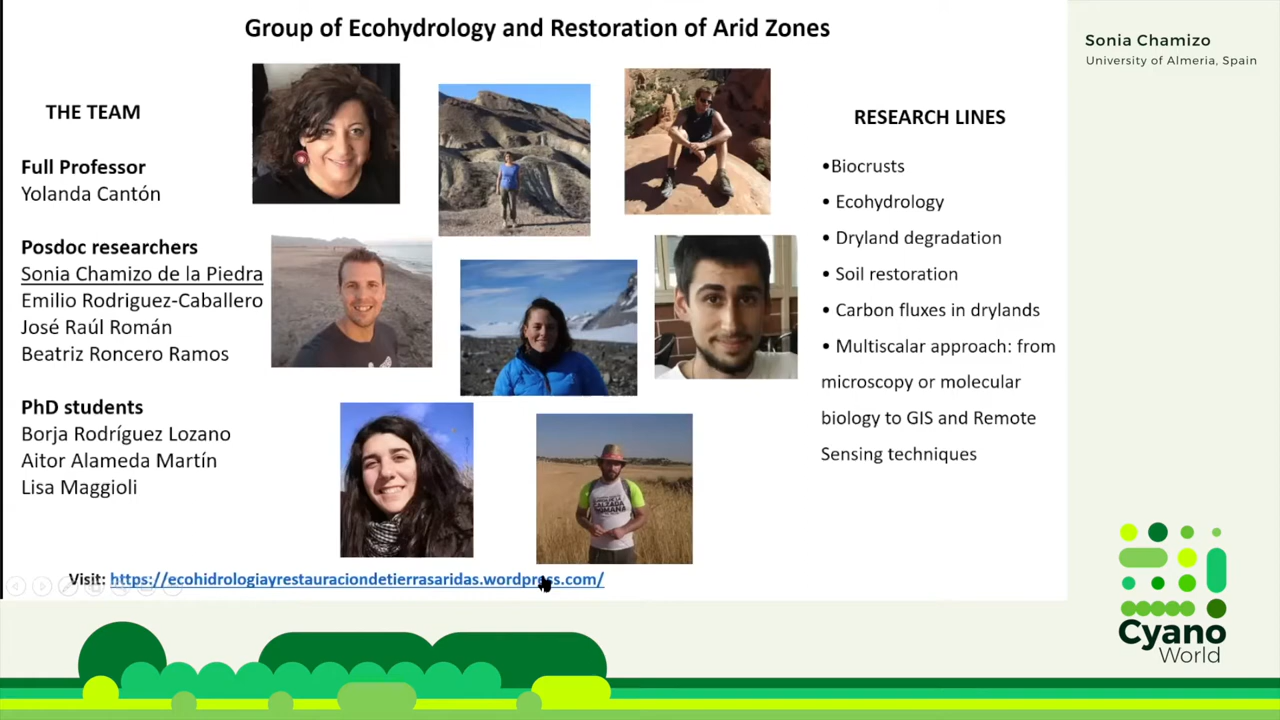 Group of Ecohydrology and Restoration of Arid Zones
Sonia Chamizo
University of Almeria, Spain
THE TEAM
Full Professor
Yolanda Cantón
Posdoc researchers
Sonia Chamizo de la Piedra
Emilio Rodriguez-Caballero
José Raúl Román
Beatriz Roncero Ramos
PhD students
Borja Rodríguez Lozano
Aitor Alameda Martín
Lisa Maggioli
RESEARCH LINES
•Biocrusts
• Ecohydrology
• Dryland degradation
• Soil restoration
• Carbon fluxes in drylands
• Multiscalar approach: from
microscopy or molecular
biology to GIS and Remote
Sensing techniques
CALZADA
ROMANA
Visit: https://ecohidrologiayrestauraciondetierrasaridas.wordpress.com/
Cyano
World